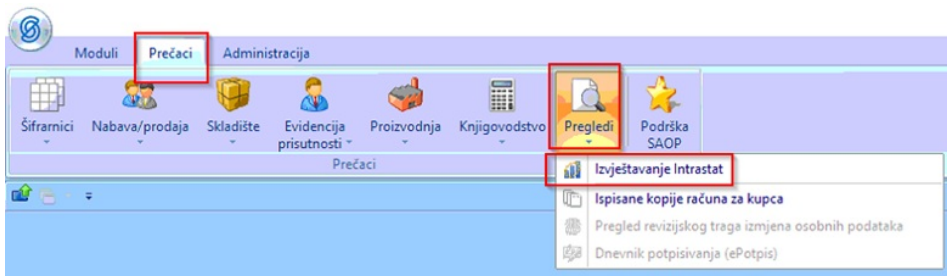 Moduli Prečaci Administracija
Šifrarnici Nabava/prodaja Skladište Evidencija prisutnosti Proizvodnja Knjigovodstvo Pregledi Podrška SAOP
Prečaci
Izvještavanje Intrastat
Ispisane kopije računa za kupca
Pregled revizijskog traga izmjena osobnih podataka
Dnevnik potpisivanja (ePotpis)